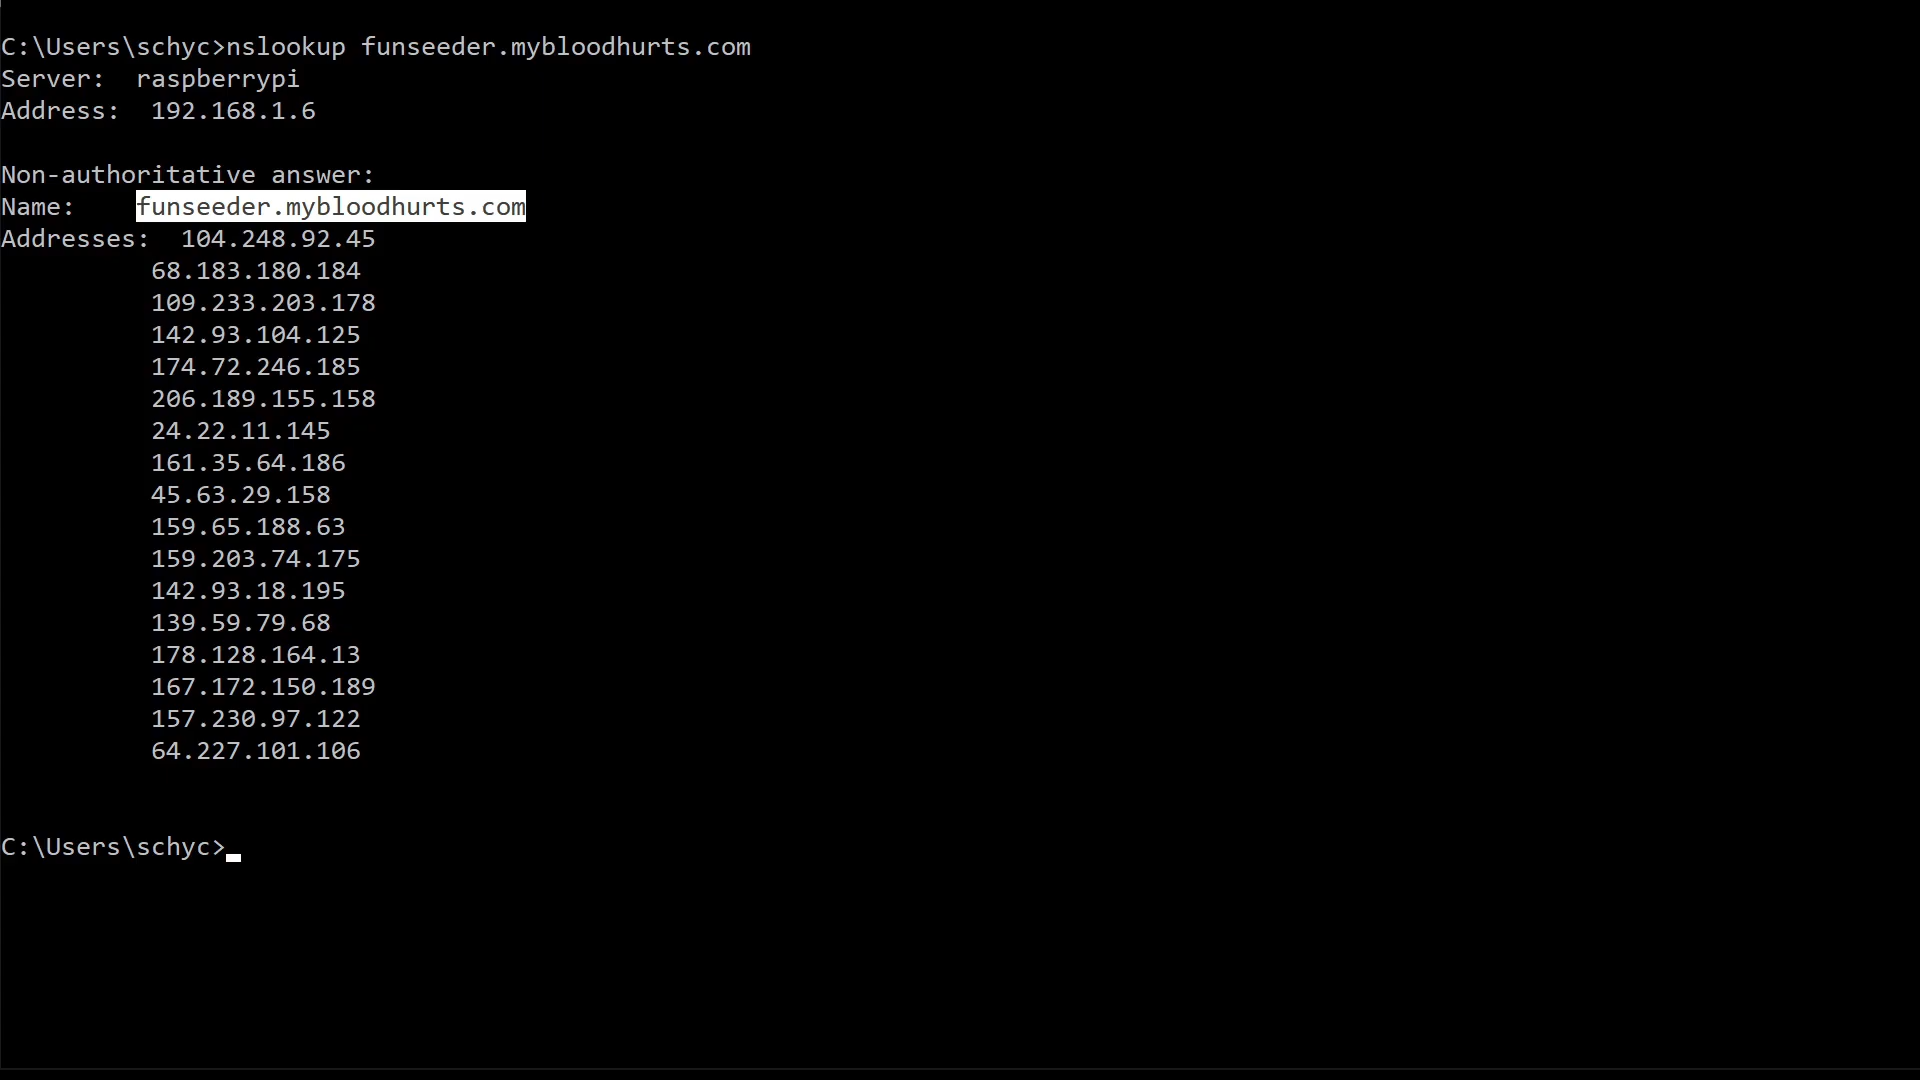 C:\Users\schyc>nslookup funseeder.mybloodhurts.com
Server:  raspberrypi
Address:  192.168.1.6
Non-authoritative answer:
Name:    funseeder.mybloodhurts.com
Addresses:  104.248.92.45
68.183.180.184
109.233.203.178
142.93.104.125
174.72.246.185
206.189.155.158
24.22.11.145
161.35.64.186
45.63.29.158
159.65.188.63
159.203.74.175
142.93.18.195
139.59.79.68
178.128.164.13
167.172.150.189
157.230.97.122
64.227.101.106
C:\Users\schyc>